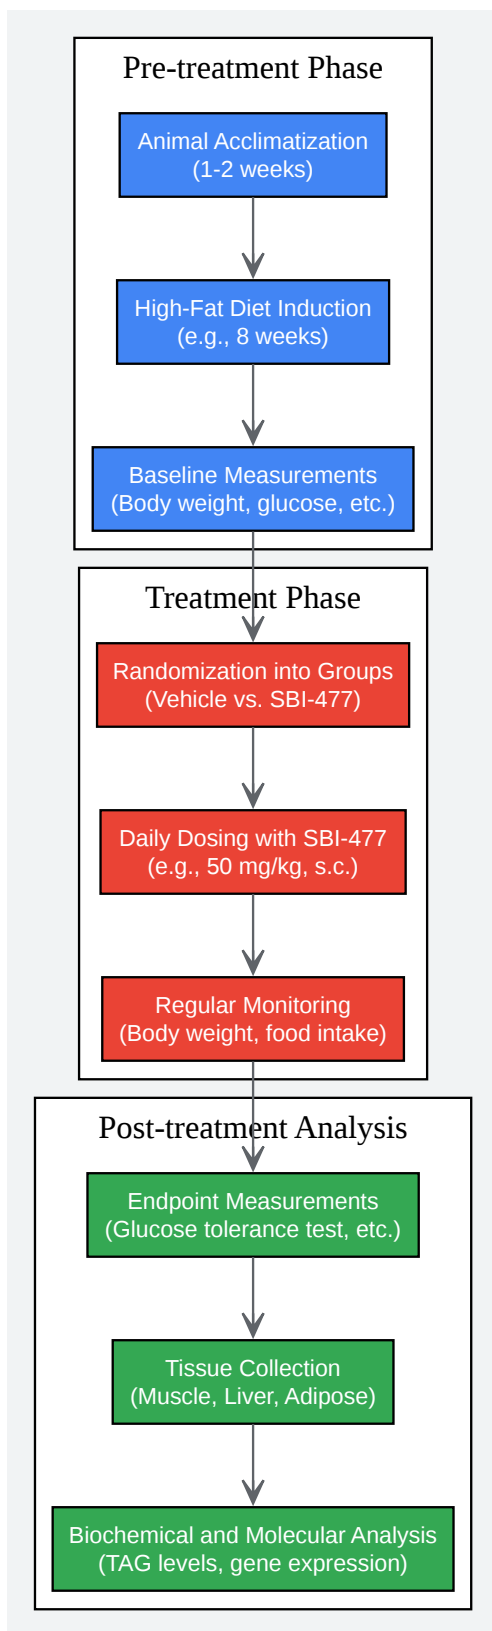 Pre-treatment Phase
Animal Acclimatization
(1-2 weeks)
High-Fat Diet Induction
(e.g., 8 weeks)
Baseline Measurements
(Body weight, glucose, etc.)
Treatment Phase
Randomization into Groups
(Vehicle vs. SBI-477)
Daily Dosing with SBI-477
(e.g., 50 mg/kg, s.c.)
Regular Monitoring
(Body weight, food intake)
Post-treatment Analysis
Endpoint Measurements
(Glucose tolerance test, etc.)
Tissue Collection
(Muscle, Liver, Adipose)
Biochemical and Molecular Analysis
(TAG levels, gene expression)